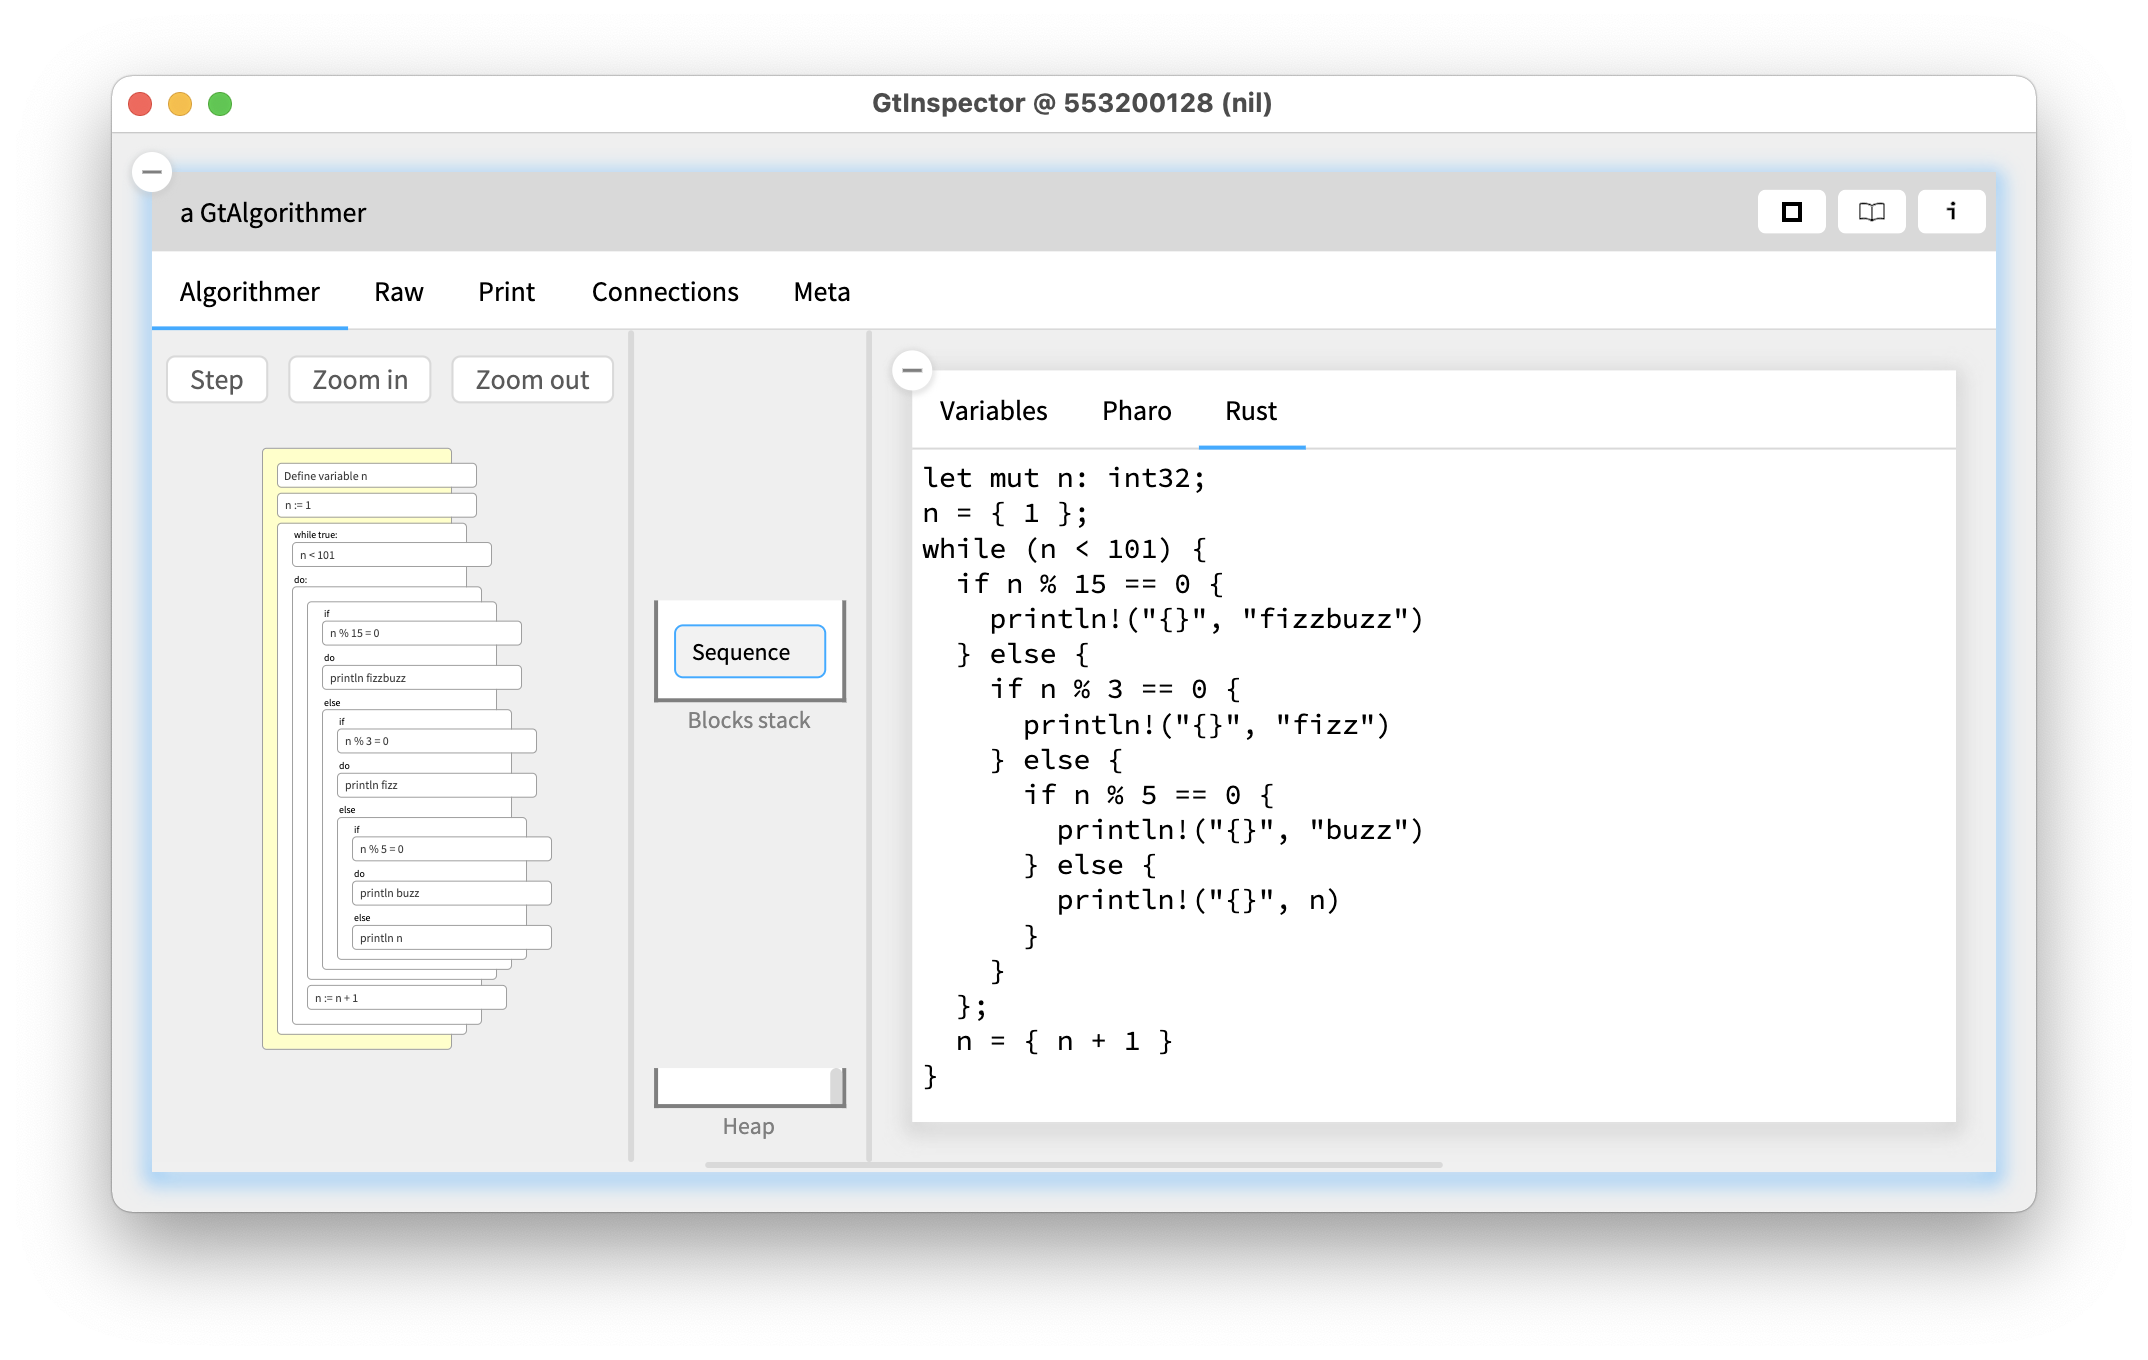 GtInspector @ 553200128 (nil)
a GtAlgorithmer
i
Algorithmer Raw Print Connections Meta
Step Zoom in Zoom out
Define variable n
n := 1
while true:
n < 101
do:
if
n % 15 = 0
do
println fizzbuzz
else
if
n % 3 = 0
do
println fizz
else
if
n % 5 = 0
do
println buzz
else
println n
n := n + 1
Sequence
Blocks stack
Heap
Variables Pharo Rust
let mut n: int32;
n = { 1 };
while (n < 101) {
  if n % 15 == 0 {
    println!("{}", "fizzbuzz")
  } else {
    if n % 3 == 0 {
      println!("{}", "fizz")
    } else {
      if n % 5 == 0 {
        println!("{}", "buzz")
      } else {
        println!("{}", n)
      }
    }
  };
  n = { n + 1 }
}